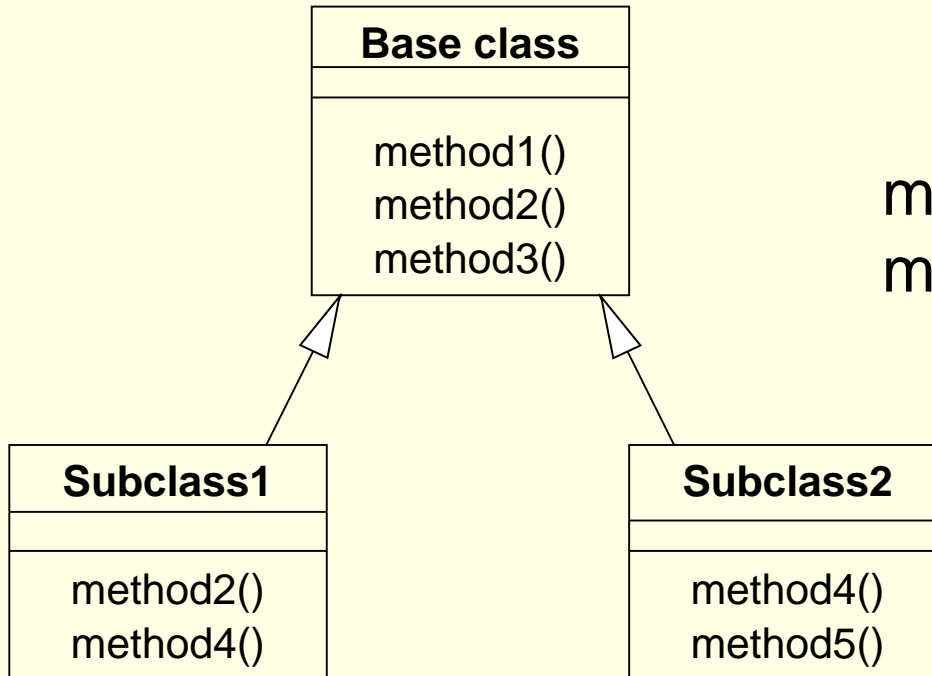 Base class
method1()
method2()
method3()
Subclass1
method2()
method4()
Subclass2
method4()
method5()